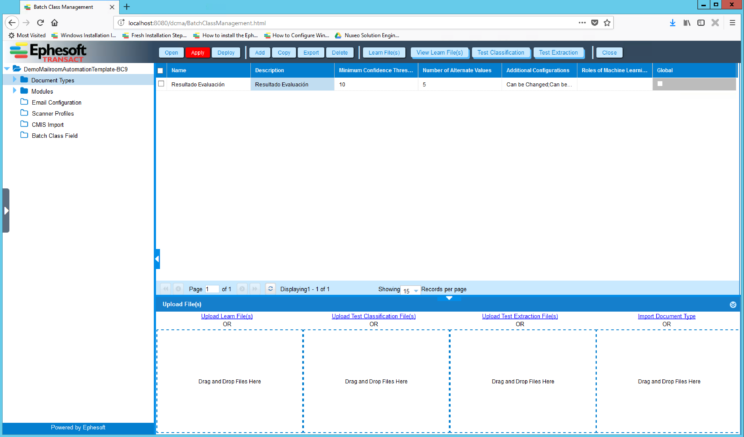 Batch Class Management
localhost:8080/dcma/BatchClassManagement.html
Most Visited Windows Installation I... Fresh Installation Step... How to install the Eph... How to Configure Win... Nuxeo Solution Engin...
Ephesoft
TRANSACT
Open Apply Deploy Add Copy Export Delete Learn File(s) View Learn File(s) Test Classification Test Extraction Close
DemoMailroomAutomationTemplate-BC9
Document Types
Modules
Email Configuration
Scanner Profiles
CMIS Import
Batch Class Field
Name Description Minimum Confidence Thres... Number of Alternate Values Additional Configurations Roles of Machine Learni... Global
Resultado Evaluación Resultado Evaluación 10 5 Can be Changed;Can be...
Page 1 of 1 Displaying1 - 1 of 1 Showing 15 Records per page
Upload File(s)
Upload Learn File(s) Upload Test Classification File(s) Upload Test Extraction File(s) Import Document Type
OR OR OR OR
Drag and Drop Files Here Drag and Drop Files Here Drag and Drop Files Here Drag and Drop Files Here
Powered by Ephesoft